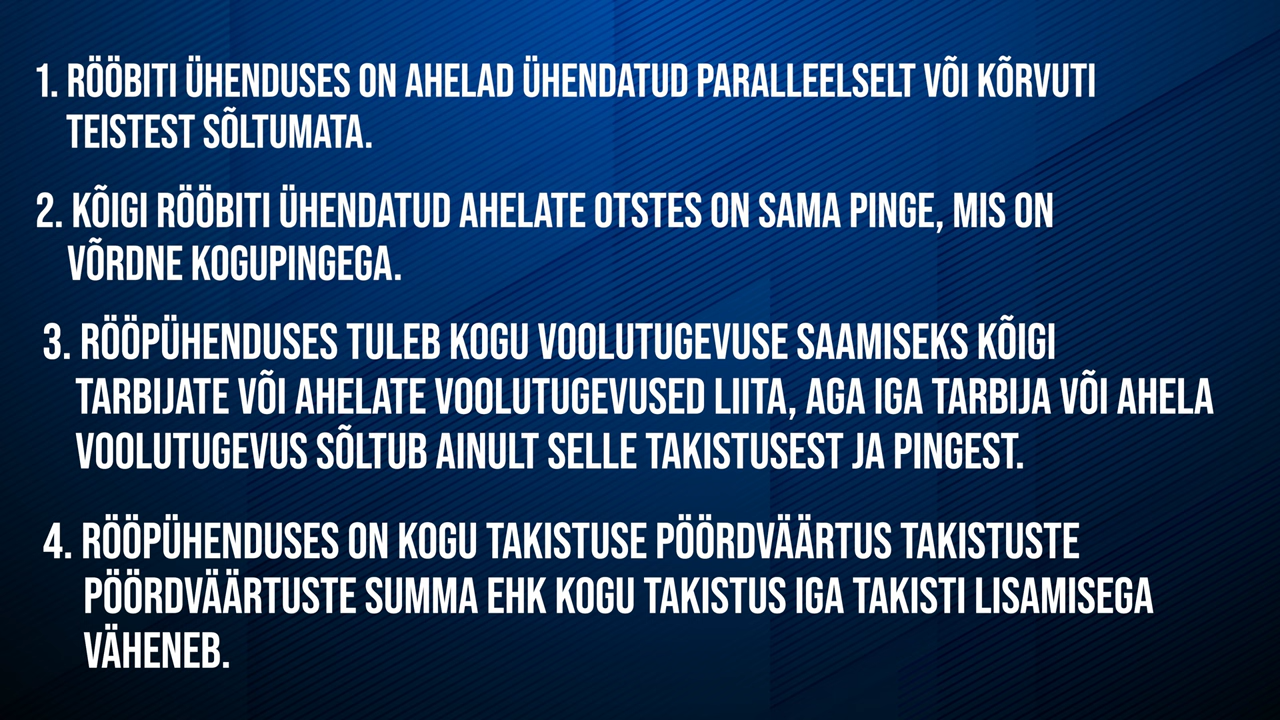 1. RÖÖBITI ÜHENDUSES ON AHELAD ÜHENDATUD PARALLEELSELT VÕI KÕRVUTI
TEISTEST SÕLTUMATA.
2. KÕIGI RÖÖBITI ÜHENDATUD AHELATE OTSTES ON SAMA PINGE, MIS ON
VÕRDNE KOGUPINGEGA.
3. RÖÖPÜHENDUSES TULEB KOGU VOOLUTUGEVUSE SAAMISEKS KÕIGI
TARBIJATE VÕI AHELATE VOOLUTUGEVUSED LIITA, AGA IGA TARBIJA VÕI AHELA
VOOLUTUGEVUS SÕLTUB AINULT SELLE TAKISTUSEST JA PINGEST.
4. RÖÖPÜHENDUSES ON KOGU TAKISTUSE PÖÖRDVÄÄRTUS TAKISTUSTE
PÖÖRDVÄÄRTUSTE SUMMA EHK KOGU TAKISTUS IGA TAKISTI LISAMISEGA
VÄHENEB.